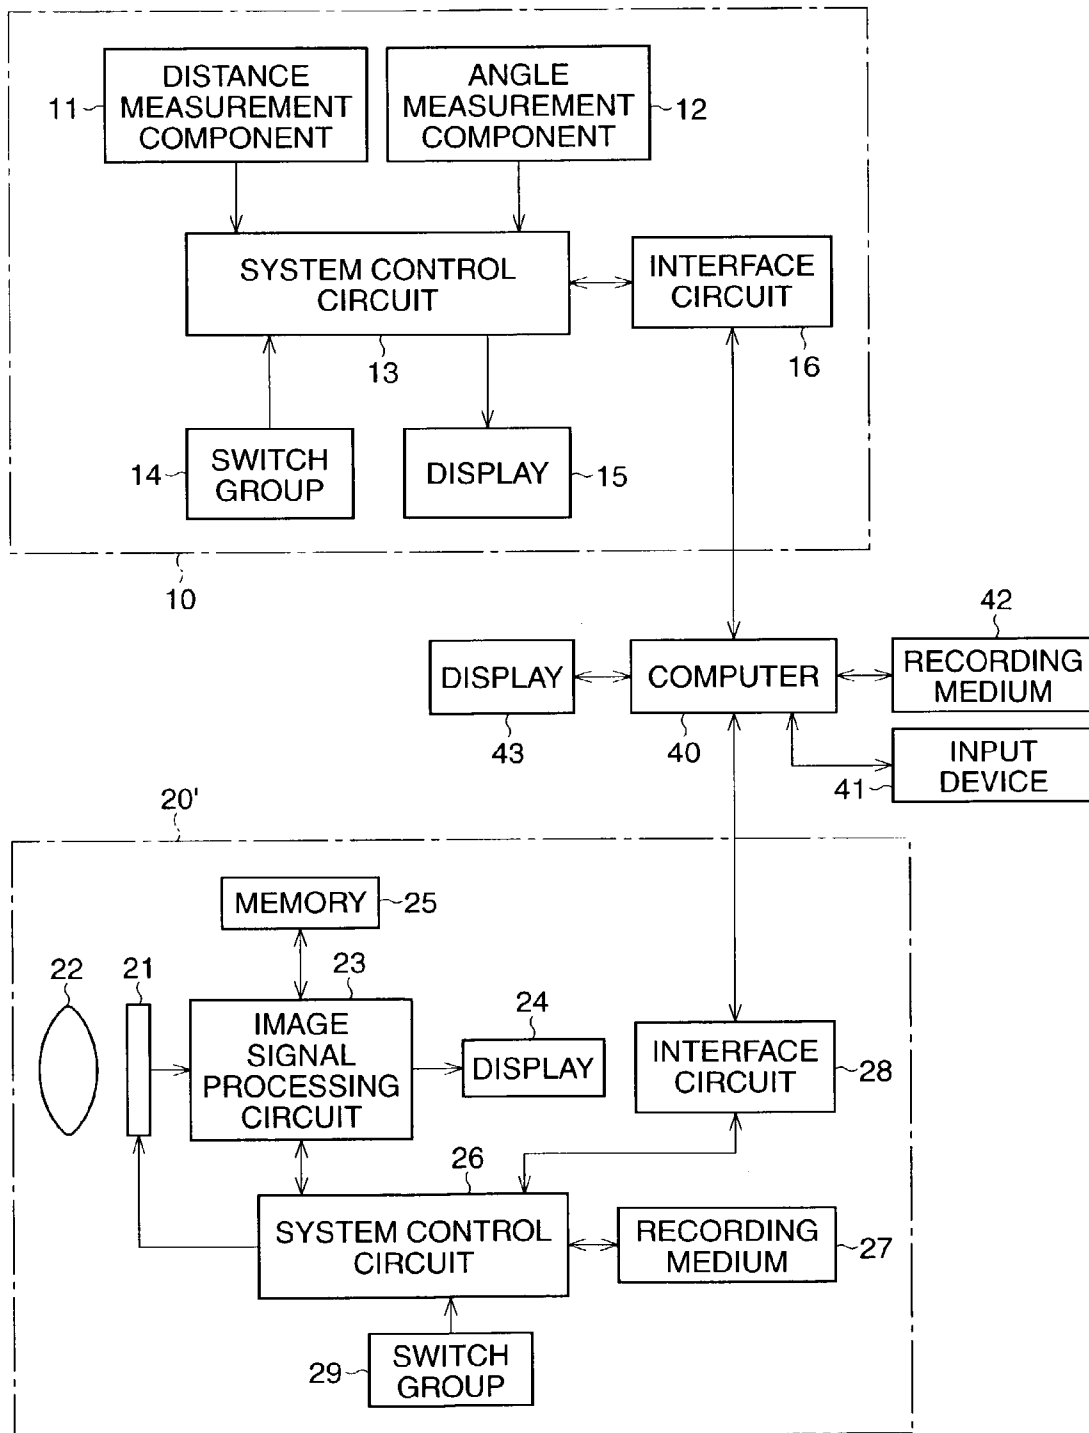 DISTANCE
MEASUREMENT
COMPONENT
11
ANGLE
MEASUREMENT
COMPONENT
12
SYSTEM CONTROL
CIRCUIT
13
INTERFACE
CIRCUIT
16
SWITCH
GROUP
14
DISPLAY
15
10
DISPLAY
43
COMPUTER
40
42
RECORDING
MEDIUM
INPUT
DEVICE
41
20'
MEMORY
25
22
21
23
IMAGE
SIGNAL
PROCESSING
CIRCUIT
24
DISPLAY
INTERFACE
CIRCUIT
28
26
SYSTEM CONTROL
CIRCUIT
RECORDING
MEDIUM
27
SWITCH
GROUP
29